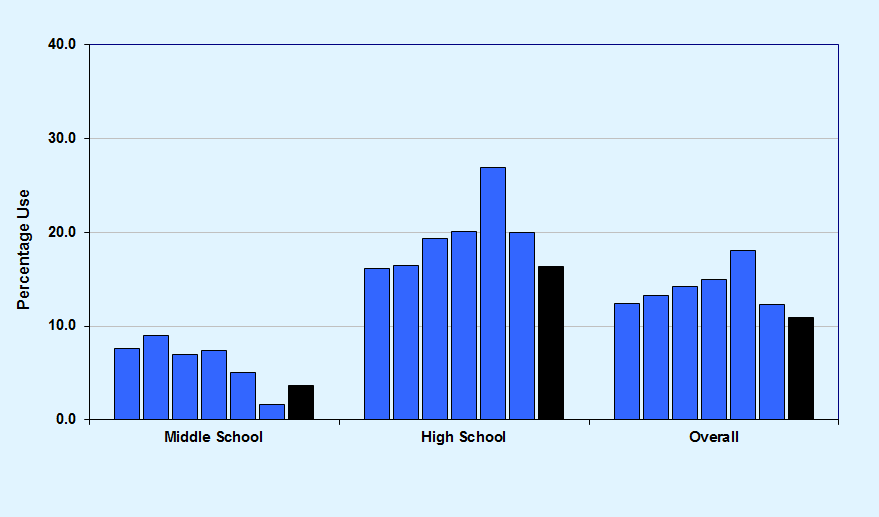 40.0
30.0
20.0
10.0
0.0
Percentage Use
Middle School
High School
Overall